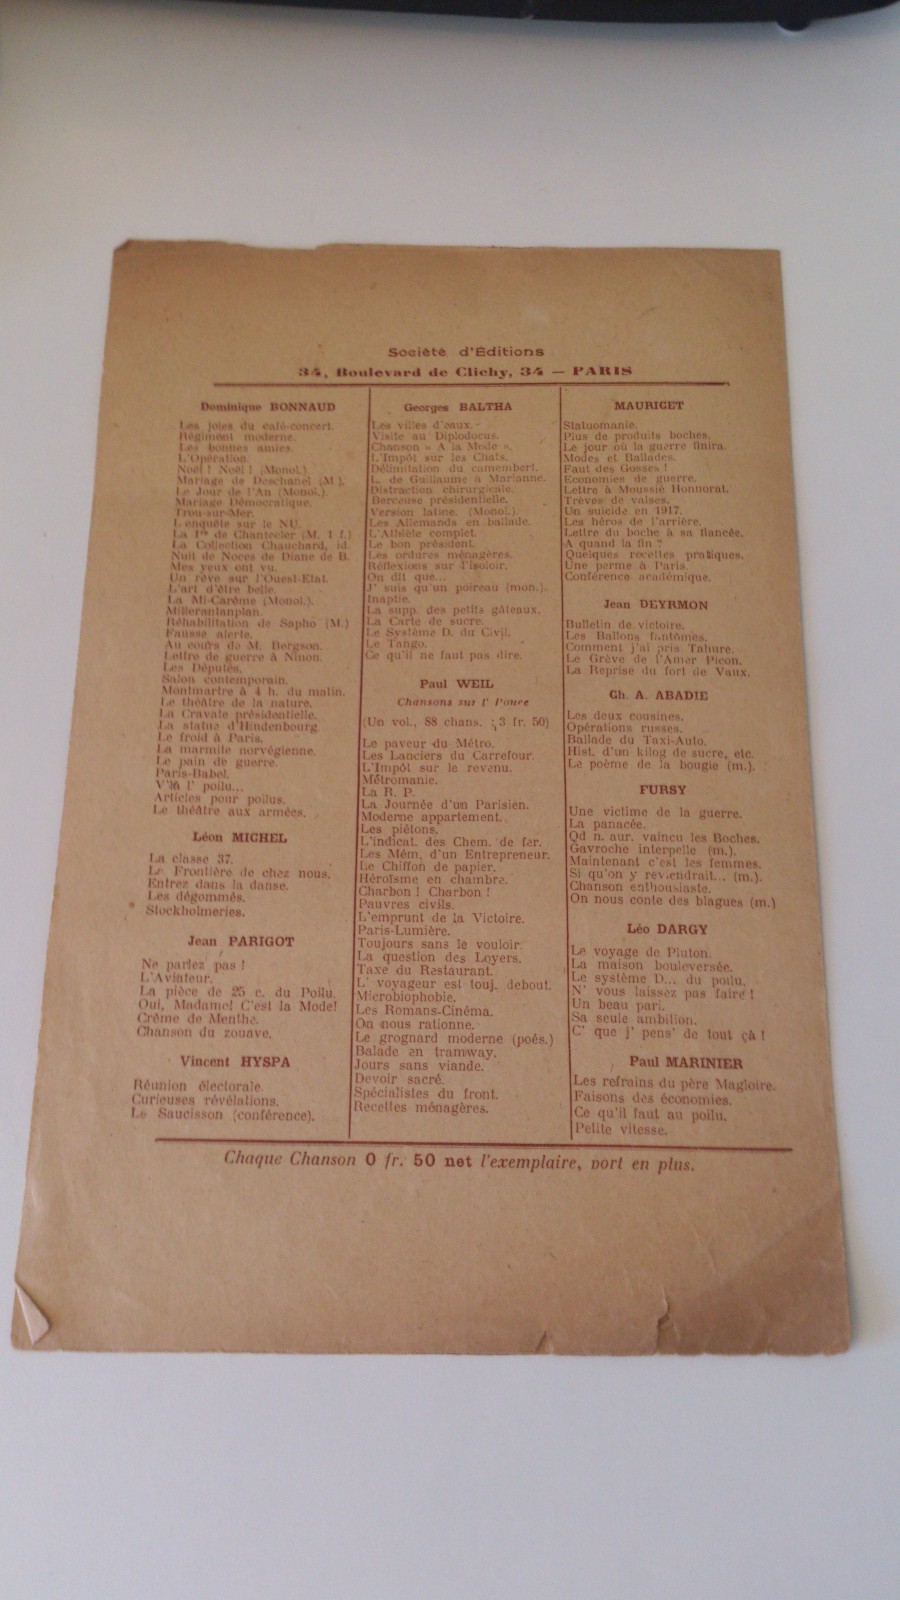 Société d'Éditions
34, Boulevard de Clichy, 34 — PARIS
Dominique BONNAUD
Les joies du café-concert.
Régiment moderne.
Les bonnes amies.
L'Opération.
Noël ! Noël ! (Monol.)
Mariage de Deschanel (M.).
Le Jour de l'An (Monol.).
Mariage Démocratique.
Trou-sur-Mer.
L'enquête sur le NU.
La 1re de Chantecler (M. 1 f.)
La Collection Chauchard, id.
Nuit de Noces de Diane de B.
Mes yeux ont vu.
Un rêve sur l'Ouest-Etat.
L'art d'être belle.
La Mi-Carême (Monol.).
Millerantanplan.
Réhabilitation de Sapho (M.)
Fausse alerte.
Au cours de M. Bergson.
Lettre de guerre à Ninon.
Les Députés.
Salon contemporain.
Montmartre à 4 h. du matin.
Le théâtre de la nature.
La Cravate présidentielle.
La statue d'Hindenbourg
Le froid à Paris.
La marmite norvégienne.
Le pain de guerre.
Paris-Babel.
V'là l' poilu...
Articles pour poilus.
Le théâtre aux armées.
Léon MICHEL
La classe 37.
La Frontière de chez nous.
Entrez dans la danse.
Les dégommés.
Stockholmeries.
Jean PARIGOT
Ne parlez pas !
L'Aviateur.
La pièce de 25 c. du Poilu.
Oui, Madame! C'est la Mode!
Crème de Menthe.
Chanson du zouave.
Vincent HYSPA
Réunion électorale.
Curieuses révélations.
Le Saucisson (conférence).
Georges BALTHA
Les villes d'eaux.
Visite au Diplodocus.
Chanson « A la Mode ».
L'Impôt sur les Chats.
Délimitation du camembert.
L. de Guillaume à Marianne.
Distraction chirurgicale.
Berceuse présidentielle.
Version latine. (Monol.).
Les Allemands en ballade.
L'Athlète complet.
Le bon président.
Les ordures ménagères.
Réflexions sur l'Isoloir.
On dit que...
J' suis qu'un poireau (mon.).
Inaptie.
La supp. des petits gâteaux.
La Carte de sucre.
Le Système D. du Civil.
Le Tango.
Ce qu'il ne faut pas dire.
Paul WEIL
Chansons sur l' Pouce
(Un vol., 88 chans. : 3 fr. 50)
Le paveur du Métro.
Les Lanciers du Carrefour.
L'Impôt sur le revenu.
Métromanie.
La R. P.
La Journée d'un Parisien.
Moderne appartement.
Les piétons.
L'indicat. des Chem. de fer.
Les Mém. d'un Entrepreneur.
Le Chiffon de papier.
Héroïsme en chambre.
Charbon ! Charbon !
Pauvres civils.
L'emprunt de la Victoire.
Paris-Lumière.
Toujours sans le vouloir.
La question des Loyers.
Taxe du Restaurant.
L' voyageur est touj. debout.
Microbiophobie.
Les Romans-Cinéma.
On nous rationne.
Le grognard moderne (poés.)
Balade en tramway.
Jours sans viande.
Devoir sacré.
Spécialistes du front.
Recettes ménagères.
MAURICET
Statuomanie.
Plus de produits boches.
Le jour où la guerre finira.
Modes et Ballades.
Faut des Gosses !
Economies de guerre.
Lettre à Moussié Honnorat.
Trèves de valses.
Un suicide en 1917.
Les héros de l'arrière.
Lettre du boche à sa fiancée.
A quand la fin ?
Quelques recettes pratiques.
Une perme à Paris.
Conférence académique.
Jean DEYRMON
Bulletin de victoire.
Les Ballons fantômes.
Comment j'ai pris Tahure.
Le Grève de l'Amer Picon.
La Reprise du fort de Vaux.
Ch. A. ABADIE
Les deux cousines.
Opérations russes.
Ballade du Taxi-Auto.
Hist. d'un kilog de sucre, etc.
Le poème de la bougie (m.).
FURSY
Une victime de la guerre.
La panacée.
Qd n. aur. vaincu les Boches.
Gavroche interpelle (m.).
Maintenant c'est les femmes.
Si qu'on y reviendrait... (m.).
Chanson enthousiaste.
On nous conte des blagues (m.)
Léo DARGY
Le voyage de Pluton.
La maison bouleversée.
Le système D... du poilu.
N' vous laissez pas faire !
Un beau pari.
Sa seule ambition.
C' que j' pens' de tout çà !
Paul MARINIER
Les refrains du père Magloire.
Faisons des économies.
Ce qu'il faut au poilu.
Petite vitesse.
Chaque Chanson 0 fr. 50 net l'exemplaire, port en plus.